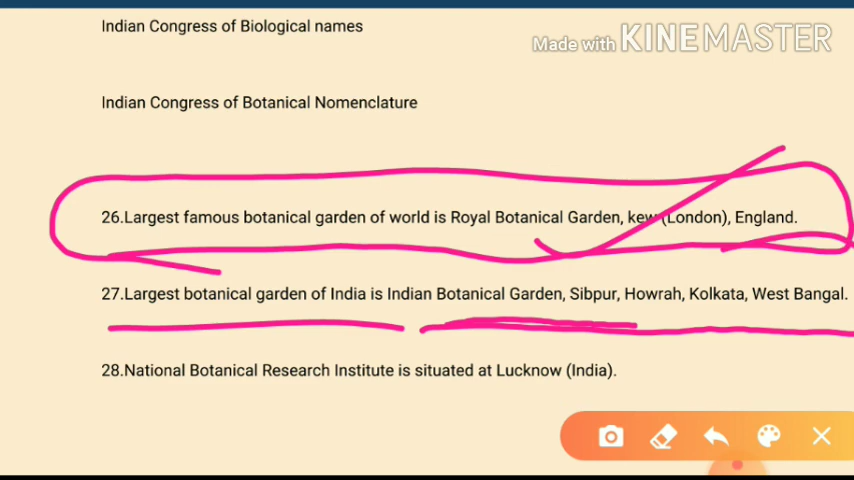 Indian Congress of Biological names
Made with KINEMASTER
Indian Congress of Botanical Nomenclature
26.Largest famous botanical garden of world is Royal Botanical Garden, kew (London), England.
27.Largest botanical garden of India is Indian Botanical Garden, Sibpur, Howrah, Kolkata, West Bangal.
28.National Botanical Research Institute is situated at Lucknow (India).